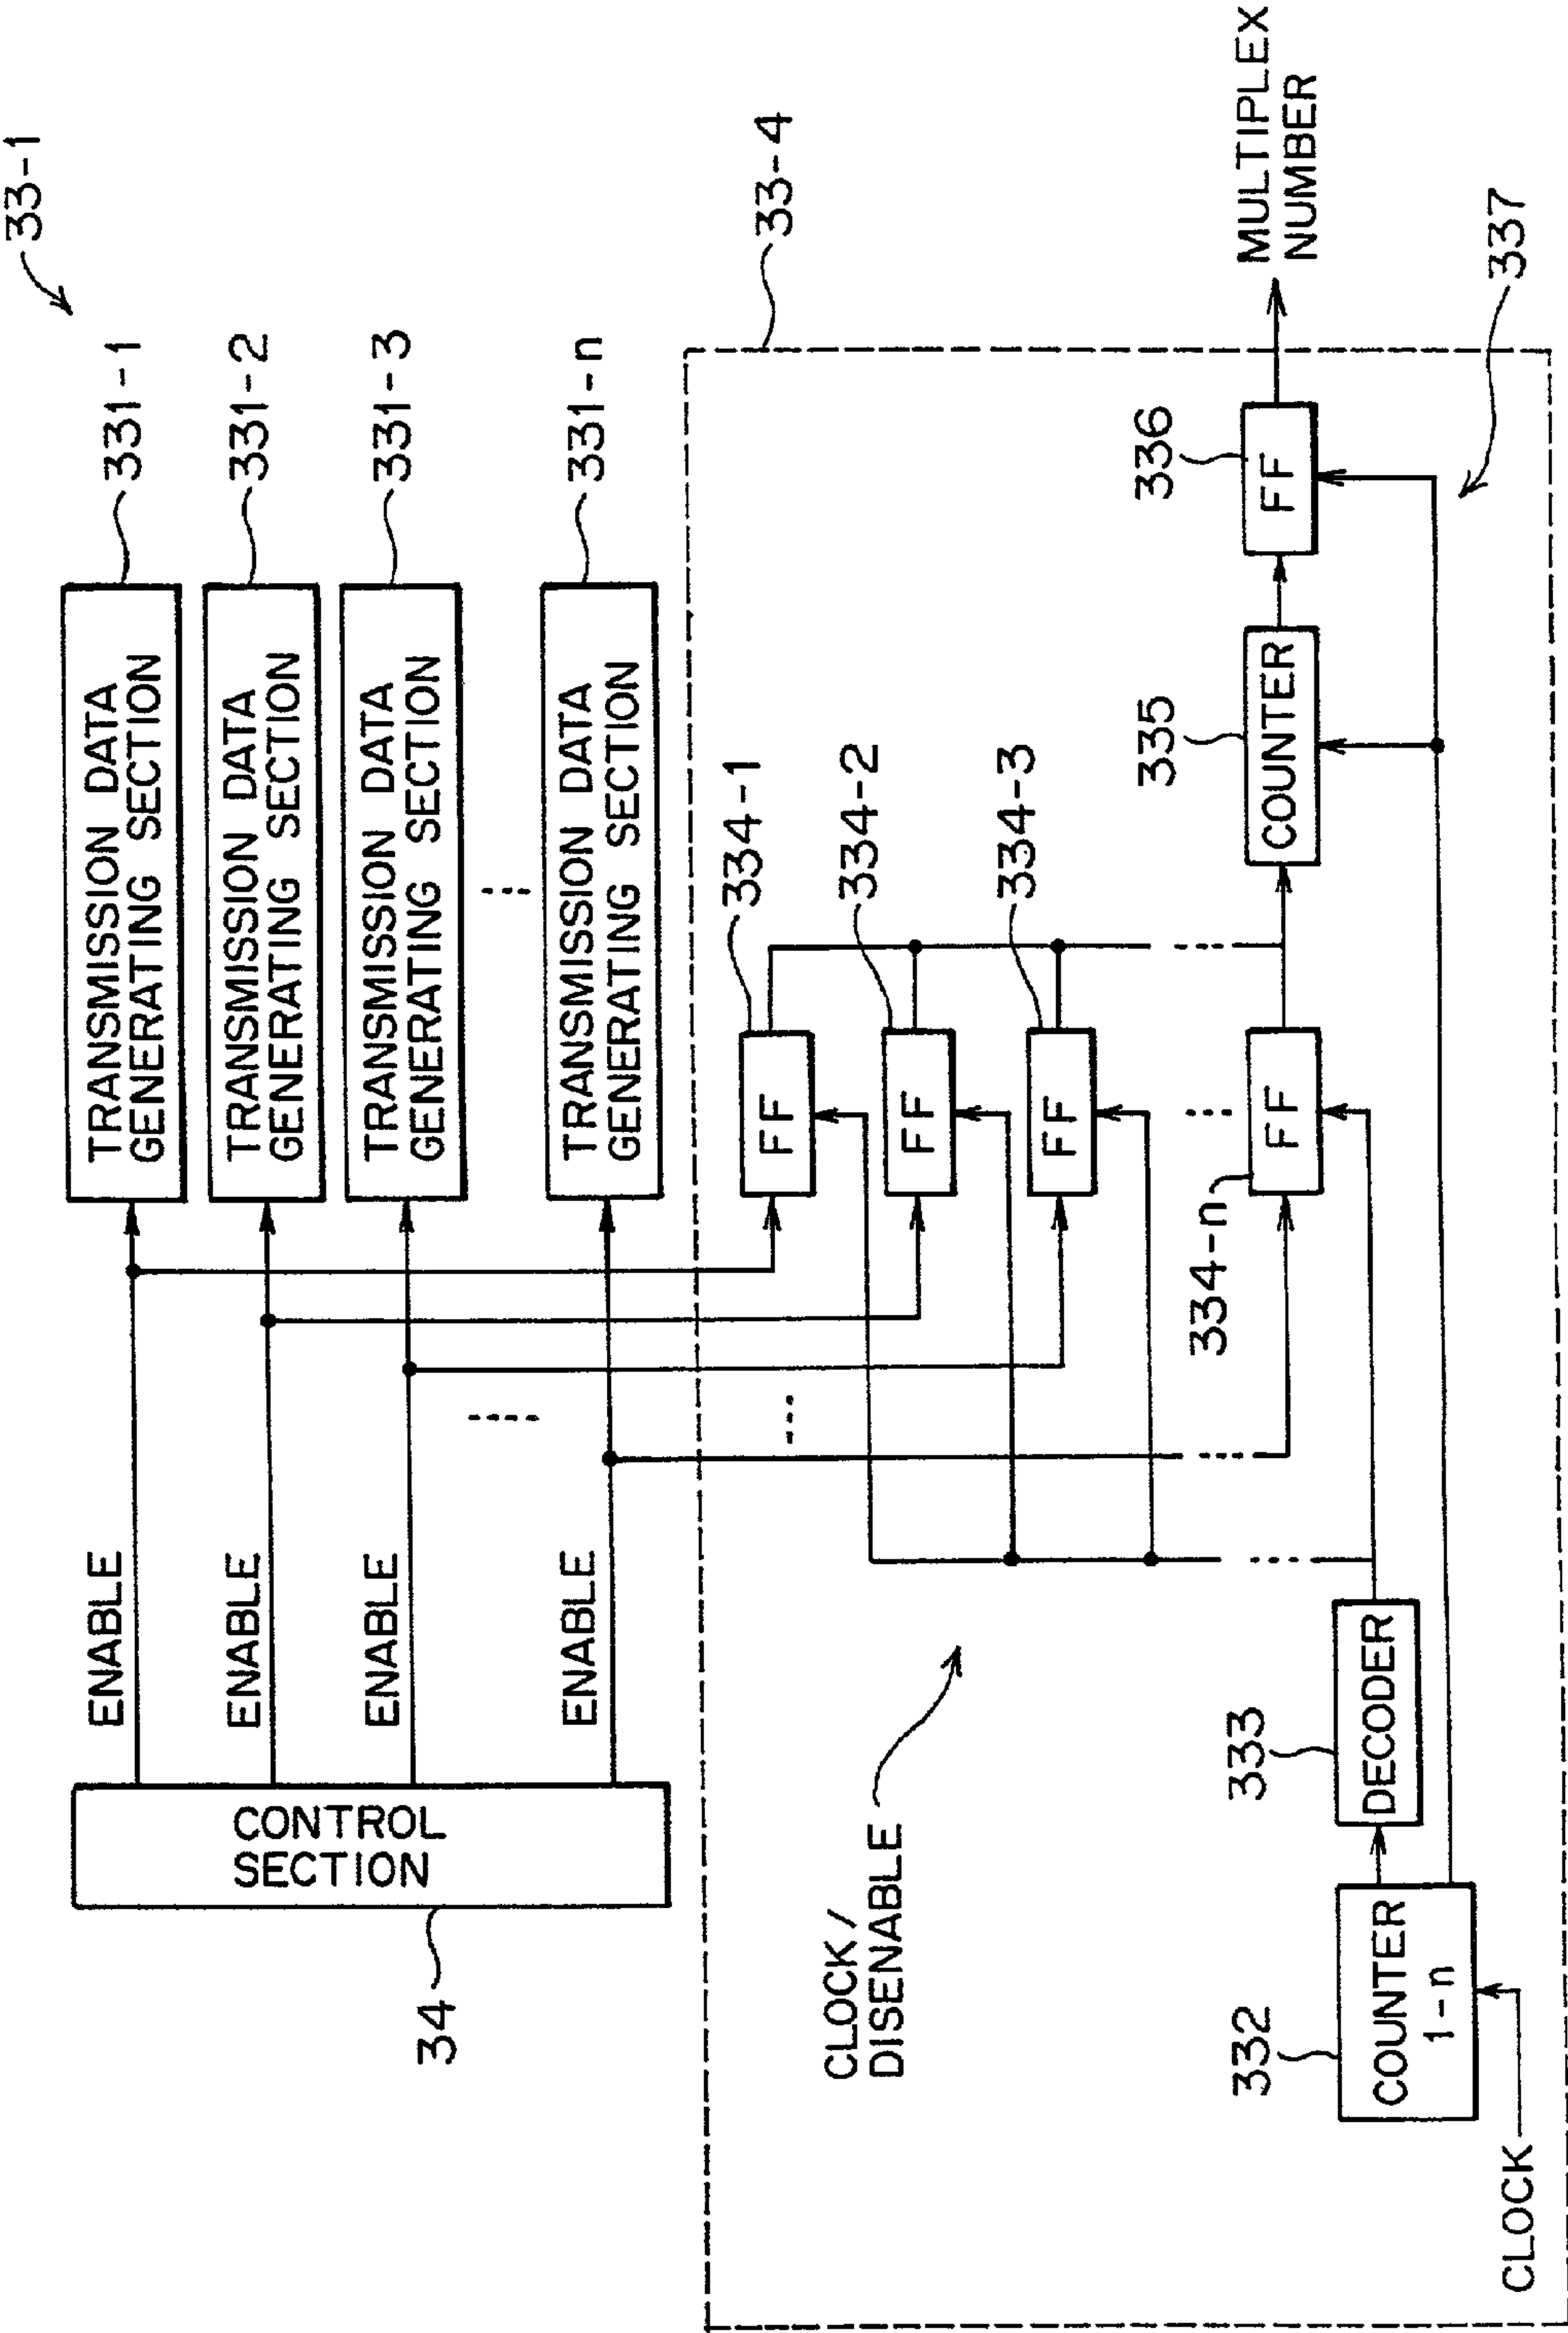 33-1
ENABLE
TRANSMISSION DATA
GENERATING SECTION
331-1
ENABLE
TRANSMISSION DATA
GENERATING SECTION
331-2
ENABLE
TRANSMISSION DATA
GENERATING SECTION
331-3
ENABLE
TRANSMISSION DATA
GENERATING SECTION
331-n
CONTROL
SECTION
34
33-4
CLOCK /
DISENABLE
FF
334-1
FF
334-2
FF
334-3
334-n
FF
332
COUNTER
1-n
CLOCK
333
DECODER
335
COUNTER
336
FF
MULTIPLEX
NUMBER
337